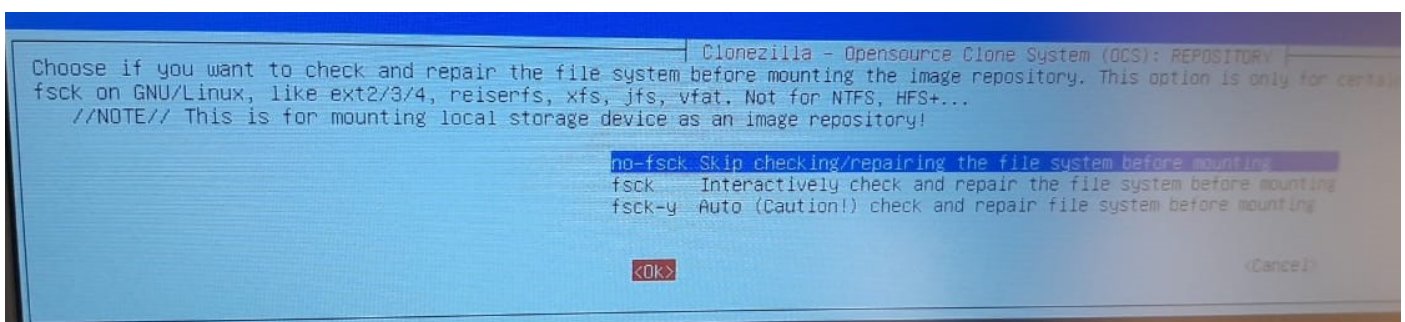 Clonezilla - Opensource Clone System (OCS): REPOSITORY
Choose if you want to check and repair the file system before mounting the image repository. This option is only for certain
fsck on GNU/Linux, like ext2/3/4, reiserfs, xfs, jfs, vfat. Not for NTFS, HFS+...
//NOTE// This is for mounting local storage device as an image repository!
no-fsck Skip checking/repairing the file system before mounting
fsck Interactively check and repair the file system before mounting
fsck-y Auto (Caution!) check and repair file system before mounting
<Ok> <Cancel>